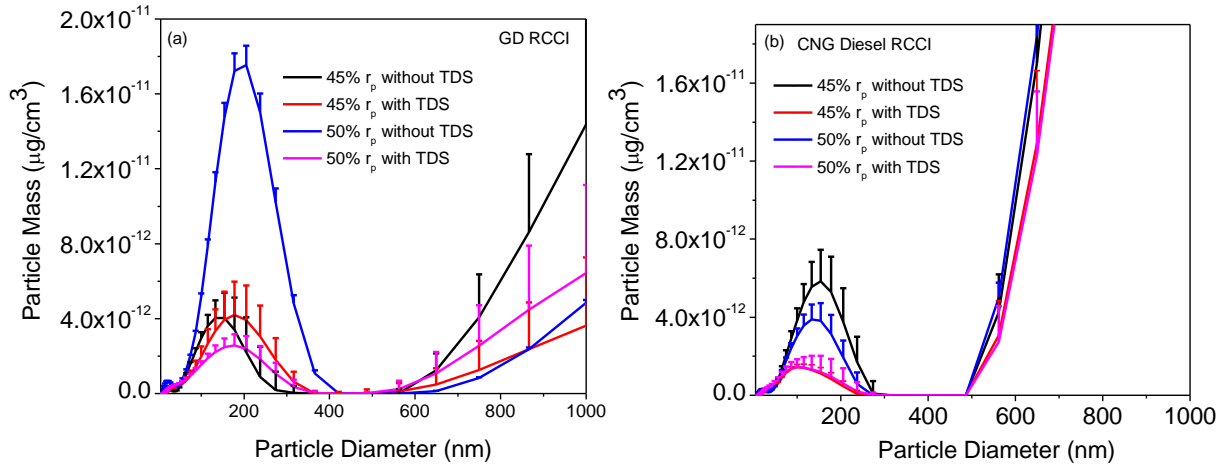 (a)
GD RCCI
45% rp without TDS
45% rp with TDS
50% rp without TDS
50% rp with TDS
Particle Mass (μg/cm³)
2.0x10⁻¹¹
1.6x10⁻¹¹
1.2x10⁻¹¹
8.0x10⁻¹²
4.0x10⁻¹²
0.0
200 400 600 800 1000
Particle Diameter (nm)
(b)
CNG Diesel RCCI
45% rp without TDS
45% rp with TDS
50% rp without TDS
50% rp with TDS
Particle Mass (μg/cm³)
1.6x10⁻¹¹
1.2x10⁻¹¹
8.0x10⁻¹²
4.0x10⁻¹²
0.0
200 400 600 800 1000
Particle Diameter (nm)